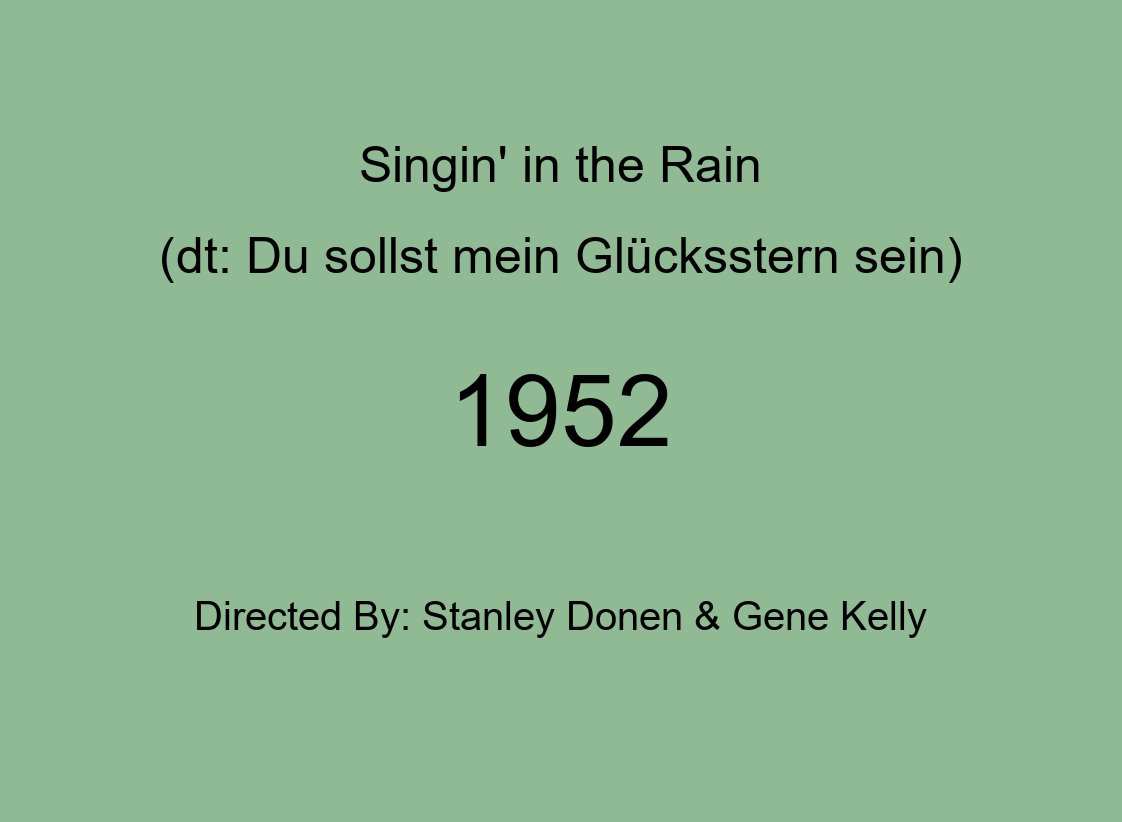 Singin' in the Rain
(dt: Du sollst mein Glücksstern sein)
1952
Directed By: Stanley Donen & Gene Kelly